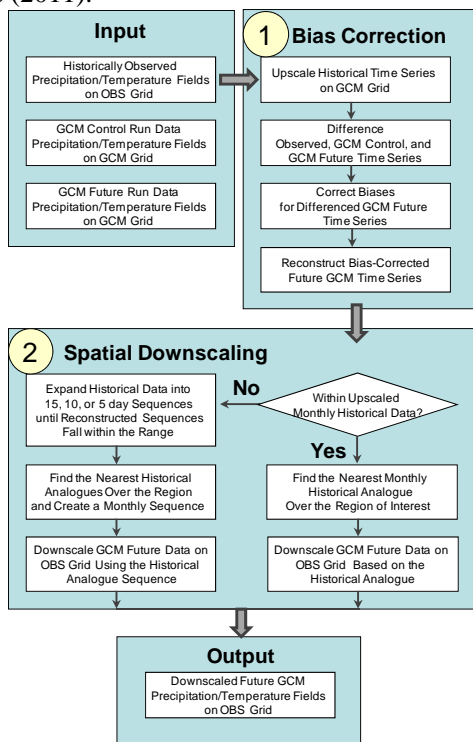 (2011).
Input
Historically Observed
Precipitation/Temperature Fields
on OBS Grid
GCM Control Run Data
Precipitation/Temperature Fields
on GCM Grid
GCM Future Run Data
Precipitation/Temperature Fields
on GCM Grid
1 Bias Correction
Upscale Historical Time Series
on GCM Grid
Difference
Observed, GCM Control, and
GCM Future Time Series
Correct Biases
for Differenced GCM Future
Time Series
Reconstruct Bias-Corrected
Future GCM Time Series
2 Spatial Downscaling
Within Upscaled
Monthly Historical Data?
No
Expand Historical Data into
15, 10, or 5 day Sequences
until Reconstructed Sequences
Fall within the Range
Find the Nearest Historical
Analogues Over the Region
and Create a Monthly Sequence
Downscale GCM Future Data on
OBS Grid Using the Historical
Analogue Sequence
Yes
Find the Nearest Monthly
Historical Analogue
Over the Region of Interest
Downscale GCM Future Data on
OBS Grid Based on the
Historical Analogue
Output
Downscaled Future GCM
Precipitation/Temperature Fields
on OBS Grid